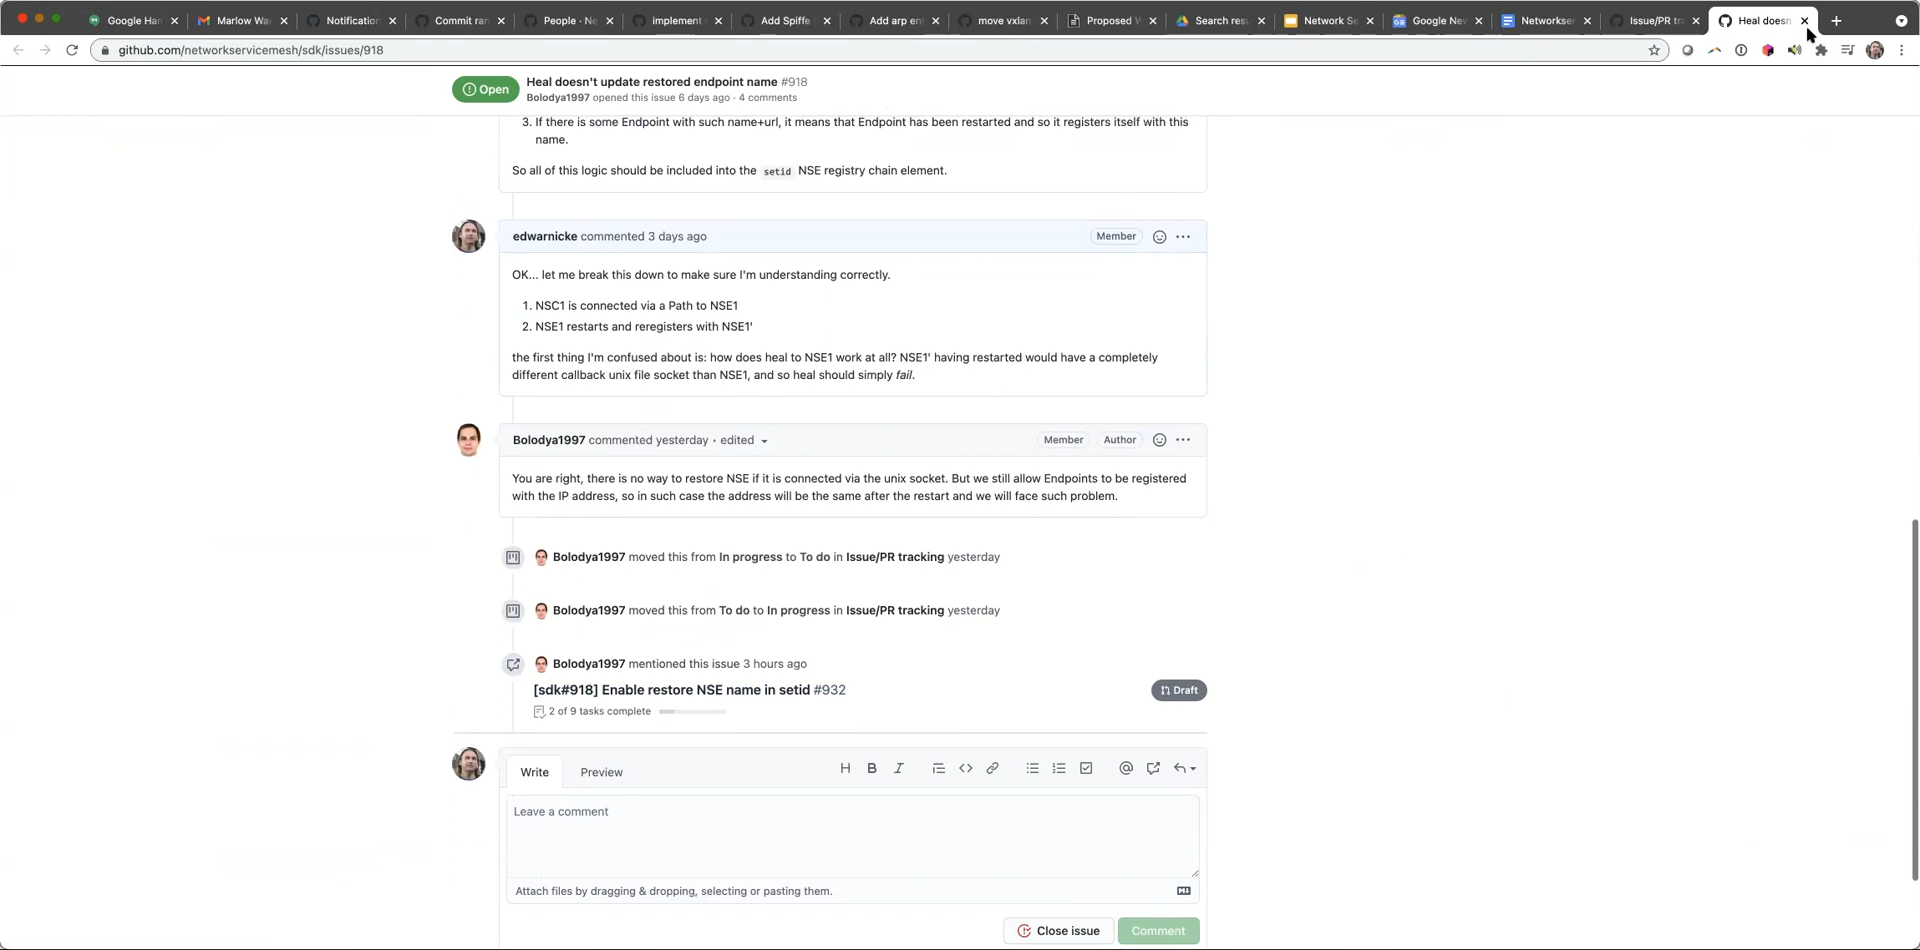 Google Han
Marlow Wa
Notification
Commit ran
People · Ne
implement
Add Spiffe
Add arp en
move vxlan
Proposed V
Search resu
Network Se
Google Nev
Networkser
Issue/PR tra
Heal doesn
github.com/networkservicemesh/sdk/issues/918
Open
Heal doesn't update restored endpoint name #918
Bolodya1997 opened this issue 6 days ago · 4 comments
3. If there is some Endpoint with such name+url, it means that Endpoint has been restarted and so it registers itself with this
name.
So all of this logic should be included into the setid NSE registry chain element.
edwarnicke commented 3 days ago
Member
OK... let me break this down to make sure I'm understanding correctly.
1. NSC1 is connected via a Path to NSE1
2. NSE1 restarts and reregisters with NSE1'
the first thing I'm confused about is: how does heal to NSE1 work at all? NSE1' having restarted would have a completely
different callback unix file socket than NSE1, and so heal should simply fail.
Bolodya1997 commented yesterday · edited
Member
Author
You are right, there is no way to restore NSE if it is connected via the unix socket. But we still allow Endpoints to be registered
with the IP address, so in such case the address will be the same after the restart and we will face such problem.
Bolodya1997 moved this from In progress to To do in Issue/PR tracking yesterday
Bolodya1997 moved this from To do to In progress in Issue/PR tracking yesterday
Bolodya1997 mentioned this issue 3 hours ago
[sdk#918] Enable restore NSE name in setid #932
Draft
2 of 9 tasks complete
Write
Preview
H B I
Leave a comment
Attach files by dragging & dropping, selecting or pasting them.
Close issue
Comment